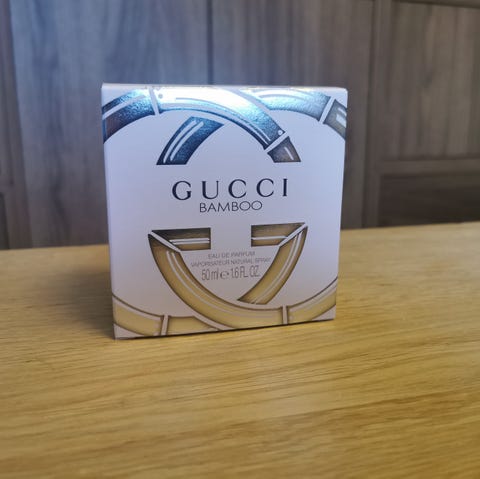 GUCCI
BAMBOO
EAU DE PARFUM
VAPORISATEUR NATURAL SPRAY
50 ml e 1.6 FL. OZ.